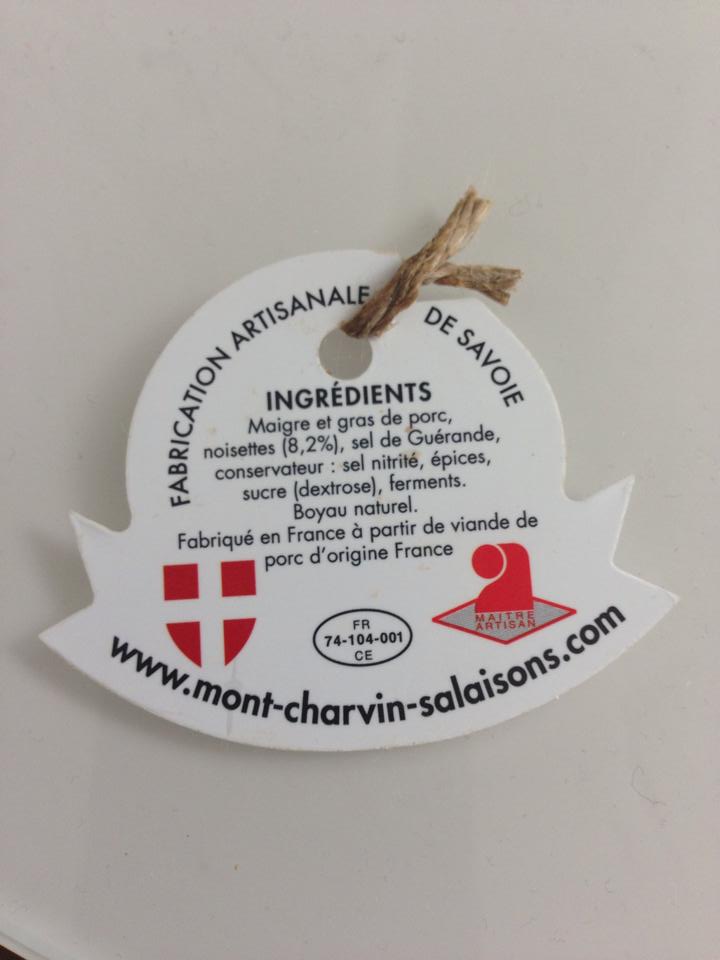 FABRICATION ARTISANALE DE SAVOIE
INGRÉDIENTS
Maigre et gras de porc,
noisettes (8,2%), sel de Guérande,
conservateur : sel nitrité, épices,
sucre (dextrose), ferments.
Boyau naturel.
Fabriqué en France à partir de viande de
porc d'origine France
FR
74-104-001
CE
MAITRE
ARTISAN
www.mont-charvin-salaisons.com